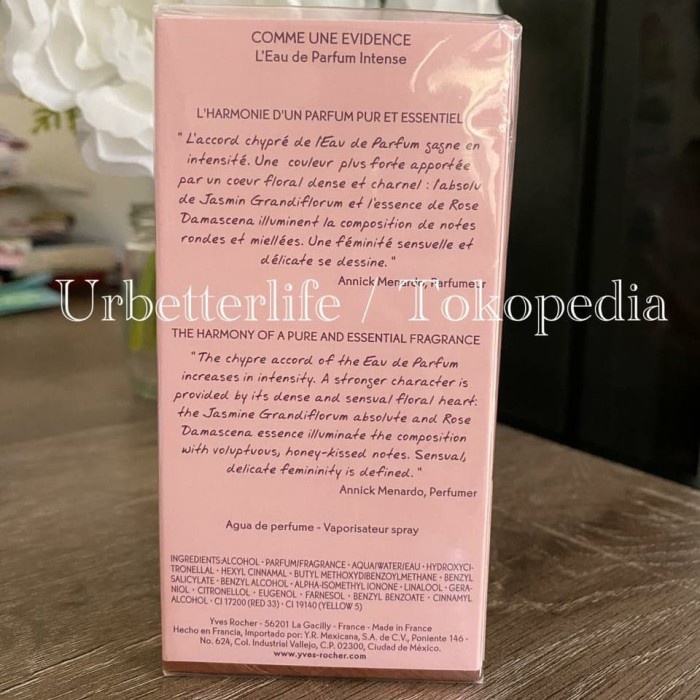 COMME UNE EVIDENCE
L'Eau de Parfum Intense
L'HARMONIE D'UN PARFUM PUR ET ESSENTIEL
"L'accord chypré de l'Eau de Parfum gagne en
intensité. Une couleur plus forte apportée
par un coeur floral dense et charnel : l'absolu
de Jasmin Grandiflorum et l'essence de Rose
Damascena illuminent la composition de notes
rondes et miellées. Une féminité sensuelle et
délicate se dessine."
Annick Menardo, Parfumeur
Urbetterlife / Tokopedia
THE HARMONY OF A PURE AND ESSENTIAL FRAGRANCE
"The chypre accord of the Eau de Parfum
increases in intensity. A stronger character is
provided by its dense and sensual floral heart:
the Jasmine Grandiflorum absolute and Rose
Damascena essence illuminate the composition
with voluptuous, honey-kissed notes. Sensual,
delicate femininity is defined."
Annick Menardo, Perfumer
Agua de perfume - Vaporisateur spray
INGREDIENTS:ALCOHOL • PARFUM/FRAGRANCE • AQUA/WATER/EAU • HYDROXYCI-
TRONELLAL • HEXYL CINNAMAL • BUTYL METHOXYDIBENZOYLMETHANE • BENZYL
SALICYLATE • BENZYL ALCOHOL • ALPHA-ISOMETHYL IONONE • LINALOOL • GERA-
NIOL • CITRONELLOL • EUGENOL • FARNESOL • BENZYL BENZOATE • CINNAMYL
ALCOHOL • CI 17200 (RED 33) • CI 19140 (YELLOW 5)
Yves Rocher - 56201 La Gacilly - France - Made in France
Hecho en Francia, Importado por: Y.R. Mexicana, S.A. de C.V., Poniente 146 -
No. 624, Col. Industrial Vallejo, C.P. 02300, Ciudad de México.
www.yves-rocher.com